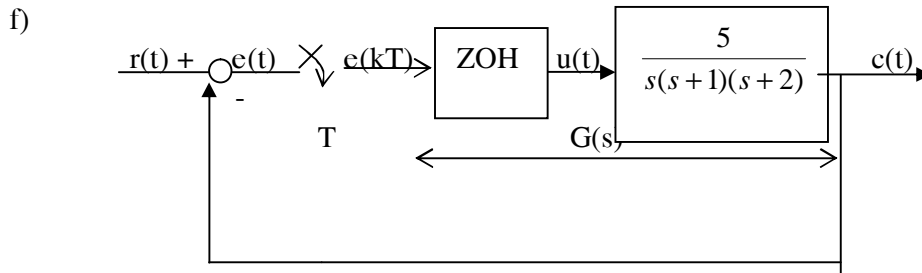 f)
r(t) + e(t) e(kT) ZOH u(t) 5 c(t)
s(s+1)(s+2)
-
T G(s)